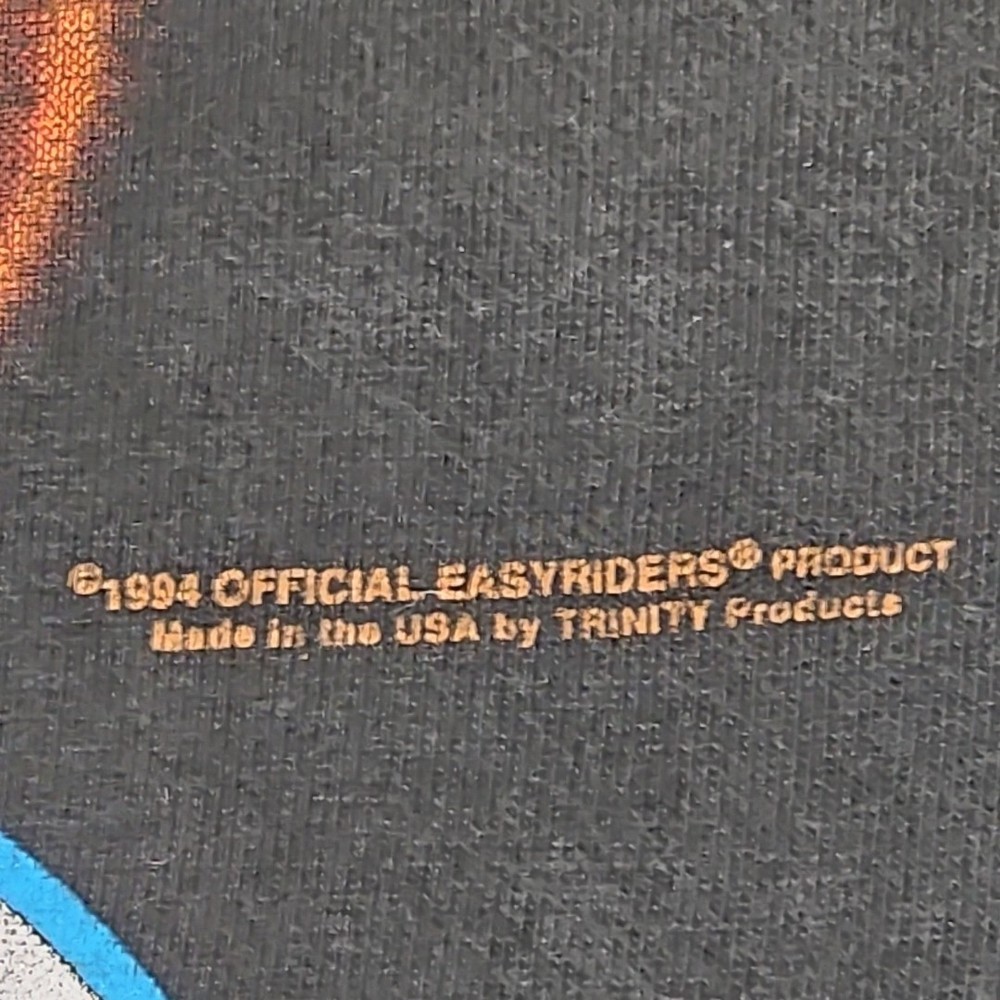 ©1994 OFFICIAL EASYRIDERS® PRODUCT
Made in the USA by TRINITY Products